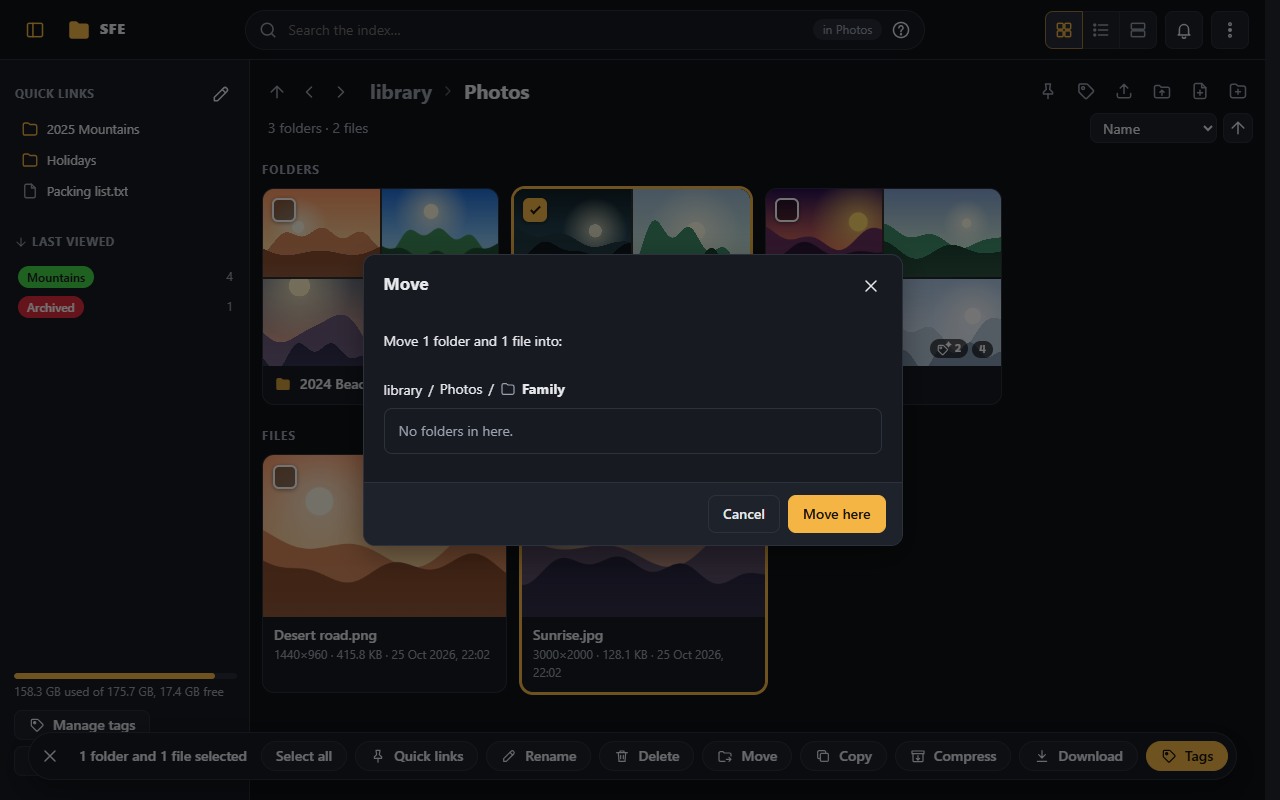 SFE
Search the index...
in Photos
QUICK LINKS
2025 Mountains
Holidays
Packing list.txt
LAST VIEWED
Mountains 4
Archived 1
158.3 GB used of 175.7 GB, 17.4 GB free
Manage tags
library > Photos
3 folders · 2 files
Name
FOLDERS
2 4
2024
FILES
Desert road.png
1440×960 · 415.8 KB · 25 Oct 2026, 22:02
Sunrise.jpg
3000×2000 · 128.1 KB · 25 Oct 2026,
22:02
Move
Move 1 folder and 1 file into:
library / Photos / Family
No folders in here.
Cancel
Move here
1 folder and 1 file selected
Select all
Quick links
Rename
Delete
Move
Copy
Compress
Download
Tags